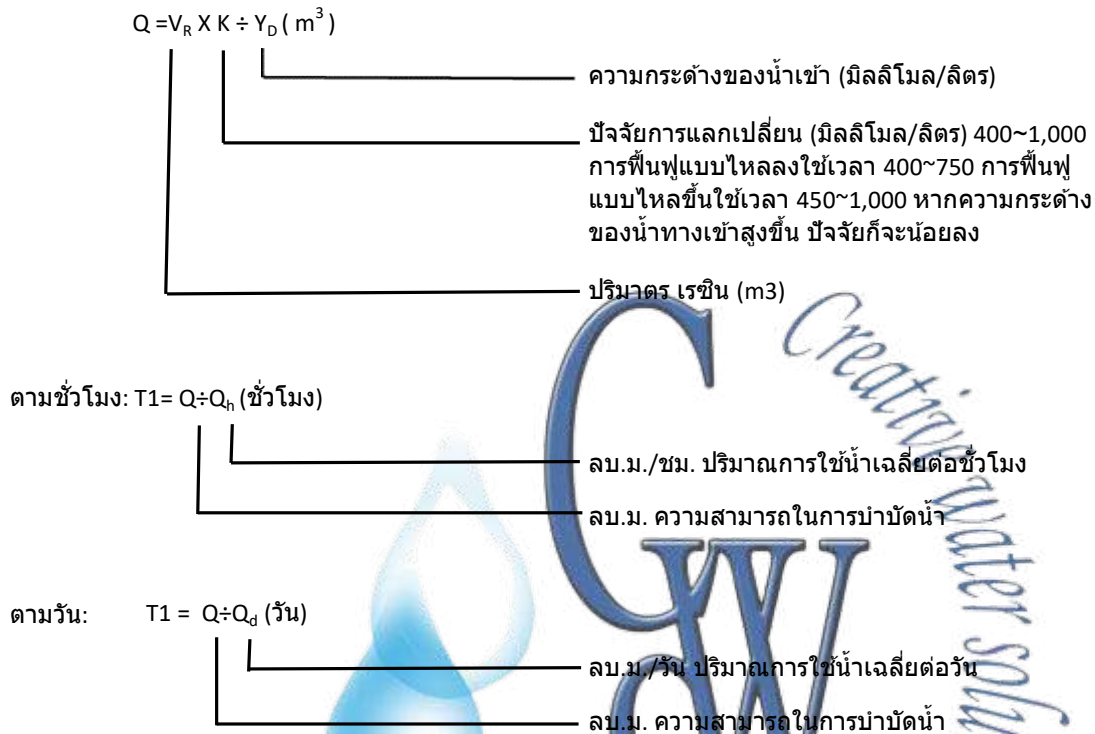 Q =V_R X K ÷ Y_D ( m³ )
ความกระด้างของน้ำเข้า (มิลลิโมล/ลิตร)
ปัจจัยการแลกเปลี่ยน (มิลลิโมล/ลิตร) 400~1,000
การฟื้นฟูแบบไหลลงใช้เวลา 400~750 การฟื้นฟู
แบบไหลขึ้นใช้เวลา 450~1,000 หากความกระด้าง
ของน้ำทางเข้าสูงขึ้น ปัจจัยก็จะน้อยลง
ปริมาตร เรซิน (m3)
ตามชั่วโมง: T1= Q÷Q_h (ชั่วโมง)
ลบ.ม./ชม. ปริมาณการใช้น้ำเฉลี่ยต่อชั่วโมง
ลบ.ม. ความสามารถในการบำบัดน้ำ
ตามวัน: T1 = Q÷Q_d (วัน)
ลบ.ม./วัน ปริมาณการใช้น้ำเฉลี่ยต่อวัน
ลบ.ม. ความสามารถในการบำบัดน้ำ
CW
Creative water solu